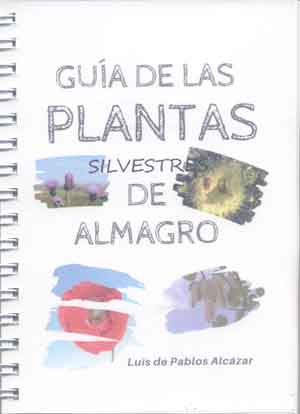 GUÍA DE LAS
PLANTAS
SILVESTRES
DE
ALMAGRO
Luis de Pablos Alcázar